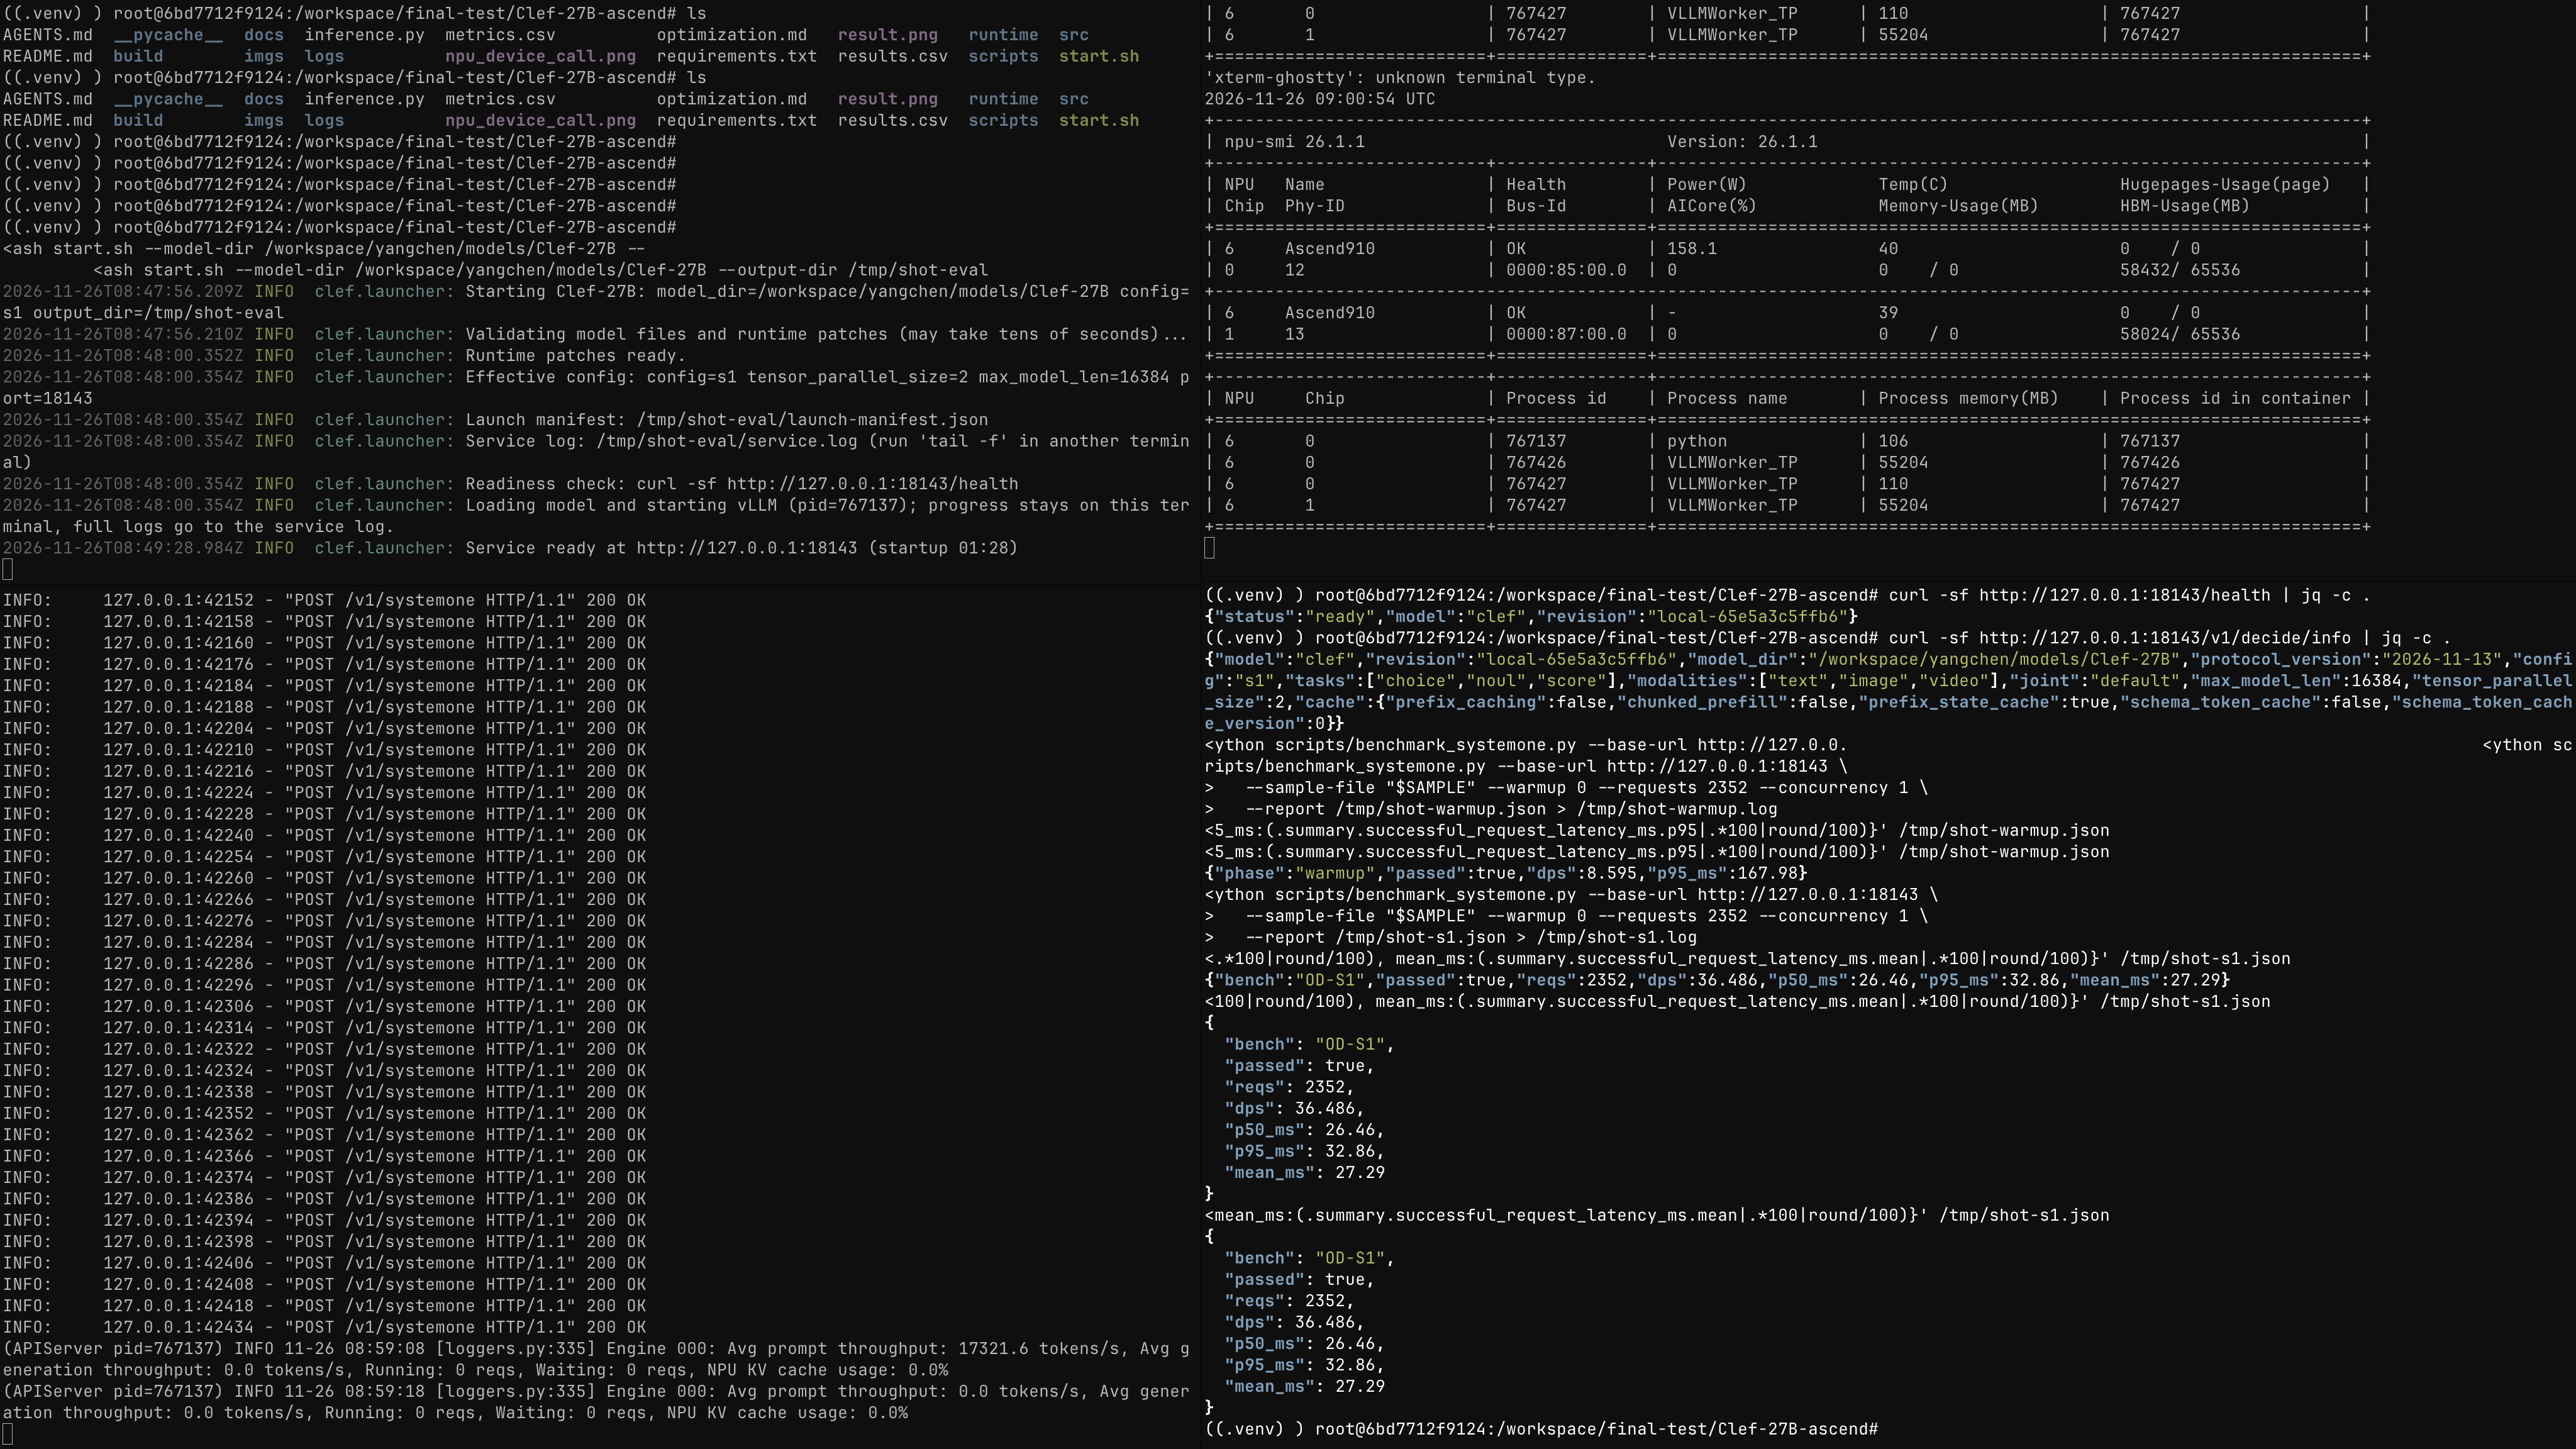 ((.venv) ) root@6bd7712f9124:/workspace/final-test/Clef-27B-ascend# ls
AGENTS.md  __pycache__  docs  inference.py  metrics.csv          optimization.md   result.png   runtime  src
README.md  build        imgs  logs          npu_device_call.png  requirements.txt  results.csv  scripts  start.sh
((.venv) ) root@6bd7712f9124:/workspace/final-test/Clef-27B-ascend# ls
AGENTS.md  __pycache__  docs  inference.py  metrics.csv          optimization.md   result.png   runtime  src
README.md  build        imgs  logs          npu_device_call.png  requirements.txt  results.csv  scripts  start.sh
((.venv) ) root@6bd7712f9124:/workspace/final-test/Clef-27B-ascend#
((.venv) ) root@6bd7712f9124:/workspace/final-test/Clef-27B-ascend#
((.venv) ) root@6bd7712f9124:/workspace/final-test/Clef-27B-ascend#
((.venv) ) root@6bd7712f9124:/workspace/final-test/Clef-27B-ascend#
((.venv) ) root@6bd7712f9124:/workspace/final-test/Clef-27B-ascend#
<ash start.sh --model-dir /workspace/yangchen/models/Clef-27B --
         <ash start.sh --model-dir /workspace/yangchen/models/Clef-27B --output-dir /tmp/shot-eval
2026-11-26T08:47:56.209Z INFO  clef.launcher: Starting Clef-27B: model_dir=/workspace/yangchen/models/Clef-27B config=
s1 output_dir=/tmp/shot-eval
2026-11-26T08:47:56.210Z INFO  clef.launcher: Validating model files and runtime patches (may take tens of seconds)...
2026-11-26T08:48:00.352Z INFO  clef.launcher: Runtime patches ready.
2026-11-26T08:48:00.354Z INFO  clef.launcher: Effective config: config=s1 tensor_parallel_size=2 max_model_len=16384 p
ort=18143
2026-11-26T08:48:00.354Z INFO  clef.launcher: Launch manifest: /tmp/shot-eval/launch-manifest.json
2026-11-26T08:48:00.354Z INFO  clef.launcher: Service log: /tmp/shot-eval/service.log (run 'tail -f' in another termin
al)
2026-11-26T08:48:00.354Z INFO  clef.launcher: Readiness check: curl -sf http://127.0.0.1:18143/health
2026-11-26T08:48:00.354Z INFO  clef.launcher: Loading model and starting vLLM (pid=767137); progress stays on this ter
minal, full logs go to the service log.
2026-11-26T08:49:28.984Z INFO  clef.launcher: Service ready at http://127.0.0.1:18143 (startup 01:28)
| 6       0                 | 767427        | VLLMWorker_TP      | 110                   | 767427                  |
| 6       1                 | 767427        | VLLMWorker_TP      | 55204                 | 767427                  |
+===========================+===============+======================================================================+
'xterm-ghostty': unknown terminal type.
2026-11-26 09:00:54 UTC
+------------------------------------------------------------------------------------------------------------------+
| npu-smi 26.1.1                              Version: 26.1.1                                                      |
+---------------------------+---------------+----------------------------------------------------------------------+
| NPU   Name                | Health        | Power(W)             Temp(C)                 Hugepages-Usage(page)   |
| Chip  Phy-ID              | Bus-Id        | AICore(%)            Memory-Usage(MB)        HBM-Usage(MB)           |
+===========================+===============+======================================================================+
| 6     Ascend910           | OK            | 158.1                40                      0    / 0                |
| 0     12                  | 0000:85:00.0  | 0                    0    / 0                58432/ 65536            |
+------------------------------------------------------------------------------------------------------------------+
| 6     Ascend910           | OK            | -                    39                      0    / 0                |
| 1     13                  | 0000:87:00.0  | 0                    0    / 0                58024/ 65536            |
+===========================+===============+======================================================================+
+---------------------------+---------------+----------------------------------------------------------------------+
| NPU     Chip              | Process id    | Process name       | Process memory(MB)    | Process id in container |
+===========================+===============+======================================================================+
| 6       0                 | 767137        | python             | 106                   | 767137                  |
| 6       0                 | 767426        | VLLMWorker_TP      | 55204                 | 767426                  |
| 6       0                 | 767427        | VLLMWorker_TP      | 110                   | 767427                  |
| 6       1                 | 767427        | VLLMWorker_TP      | 55204                 | 767427                  |
+===========================+===============+======================================================================+
INFO:     127.0.0.1:42152 - "POST /v1/systemone HTTP/1.1" 200 OK
INFO:     127.0.0.1:42158 - "POST /v1/systemone HTTP/1.1" 200 OK
INFO:     127.0.0.1:42160 - "POST /v1/systemone HTTP/1.1" 200 OK
INFO:     127.0.0.1:42176 - "POST /v1/systemone HTTP/1.1" 200 OK
INFO:     127.0.0.1:42184 - "POST /v1/systemone HTTP/1.1" 200 OK
INFO:     127.0.0.1:42188 - "POST /v1/systemone HTTP/1.1" 200 OK
INFO:     127.0.0.1:42204 - "POST /v1/systemone HTTP/1.1" 200 OK
INFO:     127.0.0.1:42210 - "POST /v1/systemone HTTP/1.1" 200 OK
INFO:     127.0.0.1:42216 - "POST /v1/systemone HTTP/1.1" 200 OK
INFO:     127.0.0.1:42224 - "POST /v1/systemone HTTP/1.1" 200 OK
INFO:     127.0.0.1:42228 - "POST /v1/systemone HTTP/1.1" 200 OK
INFO:     127.0.0.1:42240 - "POST /v1/systemone HTTP/1.1" 200 OK
INFO:     127.0.0.1:42254 - "POST /v1/systemone HTTP/1.1" 200 OK
INFO:     127.0.0.1:42260 - "POST /v1/systemone HTTP/1.1" 200 OK
INFO:     127.0.0.1:42266 - "POST /v1/systemone HTTP/1.1" 200 OK
INFO:     127.0.0.1:42276 - "POST /v1/systemone HTTP/1.1" 200 OK
INFO:     127.0.0.1:42284 - "POST /v1/systemone HTTP/1.1" 200 OK
INFO:     127.0.0.1:42286 - "POST /v1/systemone HTTP/1.1" 200 OK
INFO:     127.0.0.1:42296 - "POST /v1/systemone HTTP/1.1" 200 OK
INFO:     127.0.0.1:42306 - "POST /v1/systemone HTTP/1.1" 200 OK
INFO:     127.0.0.1:42314 - "POST /v1/systemone HTTP/1.1" 200 OK
INFO:     127.0.0.1:42322 - "POST /v1/systemone HTTP/1.1" 200 OK
INFO:     127.0.0.1:42324 - "POST /v1/systemone HTTP/1.1" 200 OK
INFO:     127.0.0.1:42338 - "POST /v1/systemone HTTP/1.1" 200 OK
INFO:     127.0.0.1:42352 - "POST /v1/systemone HTTP/1.1" 200 OK
INFO:     127.0.0.1:42362 - "POST /v1/systemone HTTP/1.1" 200 OK
INFO:     127.0.0.1:42366 - "POST /v1/systemone HTTP/1.1" 200 OK
INFO:     127.0.0.1:42374 - "POST /v1/systemone HTTP/1.1" 200 OK
INFO:     127.0.0.1:42386 - "POST /v1/systemone HTTP/1.1" 200 OK
INFO:     127.0.0.1:42394 - "POST /v1/systemone HTTP/1.1" 200 OK
INFO:     127.0.0.1:42398 - "POST /v1/systemone HTTP/1.1" 200 OK
INFO:     127.0.0.1:42406 - "POST /v1/systemone HTTP/1.1" 200 OK
INFO:     127.0.0.1:42408 - "POST /v1/systemone HTTP/1.1" 200 OK
INFO:     127.0.0.1:42418 - "POST /v1/systemone HTTP/1.1" 200 OK
INFO:     127.0.0.1:42434 - "POST /v1/systemone HTTP/1.1" 200 OK
(APIServer pid=767137) INFO 11-26 08:59:08 [loggers.py:335] Engine 000: Avg prompt throughput: 17321.6 tokens/s, Avg g
eneration throughput: 0.0 tokens/s, Running: 0 reqs, Waiting: 0 reqs, NPU KV cache usage: 0.0%
(APIServer pid=767137) INFO 11-26 08:59:18 [loggers.py:335] Engine 000: Avg prompt throughput: 0.0 tokens/s, Avg gener
ation throughput: 0.0 tokens/s, Running: 0 reqs, Waiting: 0 reqs, NPU KV cache usage: 0.0%
((.venv) ) root@6bd7712f9124:/workspace/final-test/Clef-27B-ascend# curl -sf http://127.0.0.1:18143/health | jq -c .
{"status":"ready","model":"clef","revision":"local-65e5a3c5ffb6"}
((.venv) ) root@6bd7712f9124:/workspace/final-test/Clef-27B-ascend# curl -sf http://127.0.0.1:18143/v1/decide/info | jq -c .
{"model":"clef","revision":"local-65e5a3c5ffb6","model_dir":"/workspace/yangchen/models/Clef-27B","protocol_version":"2026-11-13","confi
g":"s1","tasks":["choice","noul","score"],"modalities":["text","image","video"],"joint":"default","max_model_len":16384,"tensor_parallel
_size":2,"cache":{"prefix_caching":false,"chunked_prefill":false,"prefix_state_cache":true,"schema_token_cache":false,"schema_token_cach
e_version":0}}
<ython scripts/benchmark_systemone.py --base-url http://127.0.0.                                                               <ython sc
ripts/benchmark_systemone.py --base-url http://127.0.0.1:18143 \
>   --sample-file "$SAMPLE" --warmup 0 --requests 2352 --concurrency 1 \
>   --report /tmp/shot-warmup.json > /tmp/shot-warmup.log
<5_ms:(.summary.successful_request_latency_ms.p95|.*100|round/100)}' /tmp/shot-warmup.json
<5_ms:(.summary.successful_request_latency_ms.p95|.*100|round/100)}' /tmp/shot-warmup.json
{"phase":"warmup","passed":true,"dps":8.595,"p95_ms":167.98}
<ython scripts/benchmark_systemone.py --base-url http://127.0.0.1:18143 \
>   --sample-file "$SAMPLE" --warmup 0 --requests 2352 --concurrency 1 \
>   --report /tmp/shot-s1.json > /tmp/shot-s1.log
<.*100|round/100), mean_ms:(.summary.successful_request_latency_ms.mean|.*100|round/100)}' /tmp/shot-s1.json
{"bench":"OD-S1","passed":true,"reqs":2352,"dps":36.486,"p50_ms":26.46,"p95_ms":32.86,"mean_ms":27.29}
<100|round/100), mean_ms:(.summary.successful_request_latency_ms.mean|.*100|round/100)}' /tmp/shot-s1.json
{
  "bench": "OD-S1",
  "passed": true,
  "reqs": 2352,
  "dps": 36.486,
  "p50_ms": 26.46,
  "p95_ms": 32.86,
  "mean_ms": 27.29
}
<mean_ms:(.summary.successful_request_latency_ms.mean|.*100|round/100)}' /tmp/shot-s1.json
{
  "bench": "OD-S1",
  "passed": true,
  "reqs": 2352,
  "dps": 36.486,
  "p50_ms": 26.46,
  "p95_ms": 32.86,
  "mean_ms": 27.29
}
((.venv) ) root@6bd7712f9124:/workspace/final-test/Clef-27B-ascend#